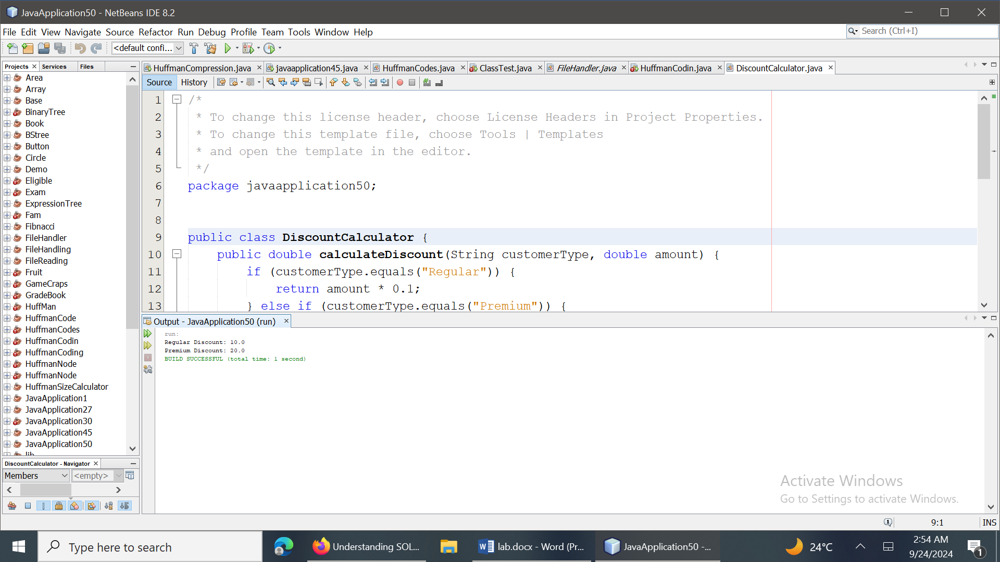 JavaApplication50 - NetBeans IDE 8.2
File Edit View Navigate Source Refactor Run Debug Profile Team Tools Window Help
Search (Ctrl+I)
<default confi...
Projects Services Files
HuffmanCompression.java javaapplication45.java HuffmanCodes.java ClassTest.java FileHandler.java HuffmanCodin.java DiscountCalculator.java
Source History
Area
Array
Base
BinaryTree
Book
BStree
Button
Circle
Demo
Eligible
Exam
ExpressionTree
Fam
Fibnacci
FileHandler
FileHandling
FileReading
Fruit
GameCraps
GradeBook
HuffMan
HuffmanCode
HuffmanCodes
HuffmanCodin
HuffmanCoding
HuffmanNode
HuffmanNode
HuffmanSizeCalculator
JavaApplication1
JavaApplication27
JavaApplication30
JavaApplication45
JavaApplication50
lib
1 /*
2 * To change this license header, choose License Headers in Project Properties.
3 * To change this template file, choose Tools | Templates
4 * and open the template in the editor.
5 */
6 package javaapplication50;
7
8
9 public class DiscountCalculator {
10 public double calculateDiscount(String customerType, double amount) {
11 if (customerType.equals("Regular")) {
12 return amount * 0.1;
13 } else if (customerType.equals("Premium")) {
Output - JavaApplication50 (run)
run:
Regular Discount: 10.0
Premium Discount: 20.0
BUILD SUCCESSFUL (total time: 1 second)
DiscountCalculator - Navigator
Members <empty>
Activate Windows
Go to Settings to activate Windows.
1 9:1 INS
Type here to search
Understanding SOL...
lab.docx - Word (Pr...
JavaApplication50 -...
24°C
2:54 AM
9/24/2024
1